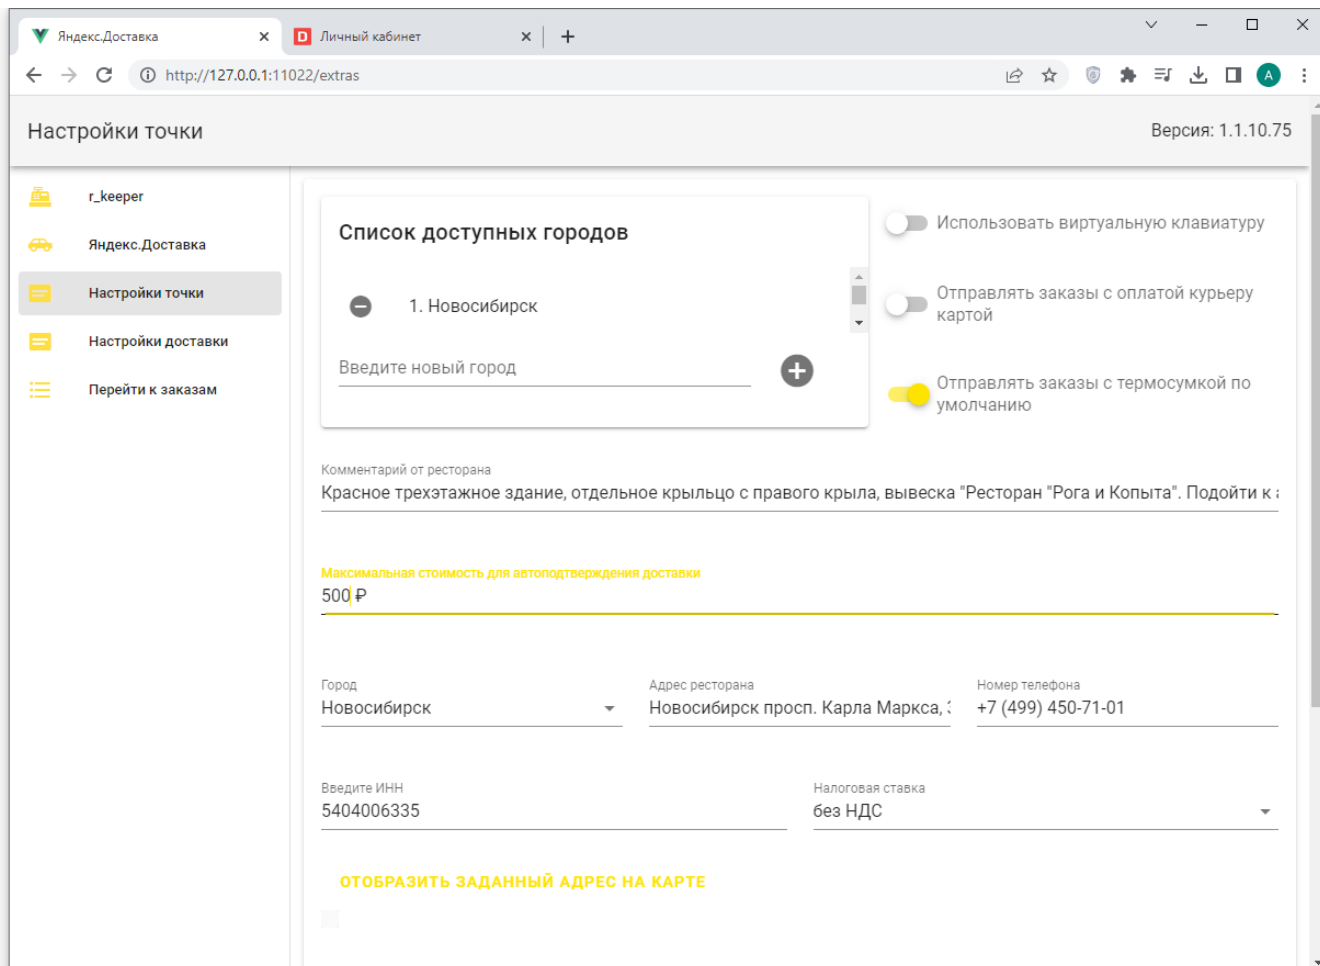 Яндекс.Доставка
Личный кабинет
http://127.0.0.1:11022/extras
A
Настройки точки
Версия: 1.1.10.75
r_keeper
Яндекс.Доставка
Настройки точки
Настройки доставки
Перейти к заказам
Список доступных городов
1. Новосибирск
Введите новый город
Использовать виртуальную клавиатуру
Отправлять заказы с оплатой курьеру
картой
Отправлять заказы с термосумкой по
умолчанию
Комментарий от ресторана
Красное трехэтажное здание, отдельное крыльцо с правого крыла, вывеска "Ресторан "Рога и Копыта". Подойти к
Максимальная стоимость для автоподтверждения доставки
500 ₽
Город
Новосибирск
Адрес ресторана
Новосибирск просп. Карла Маркса,
Номер телефона
+7 (499) 450-71-01
Введите ИНН
5404006335
Налоговая ставка
без НДС
ОТОБРАЗИТЬ ЗАДАННЫЙ АДРЕС НА КАРТЕ